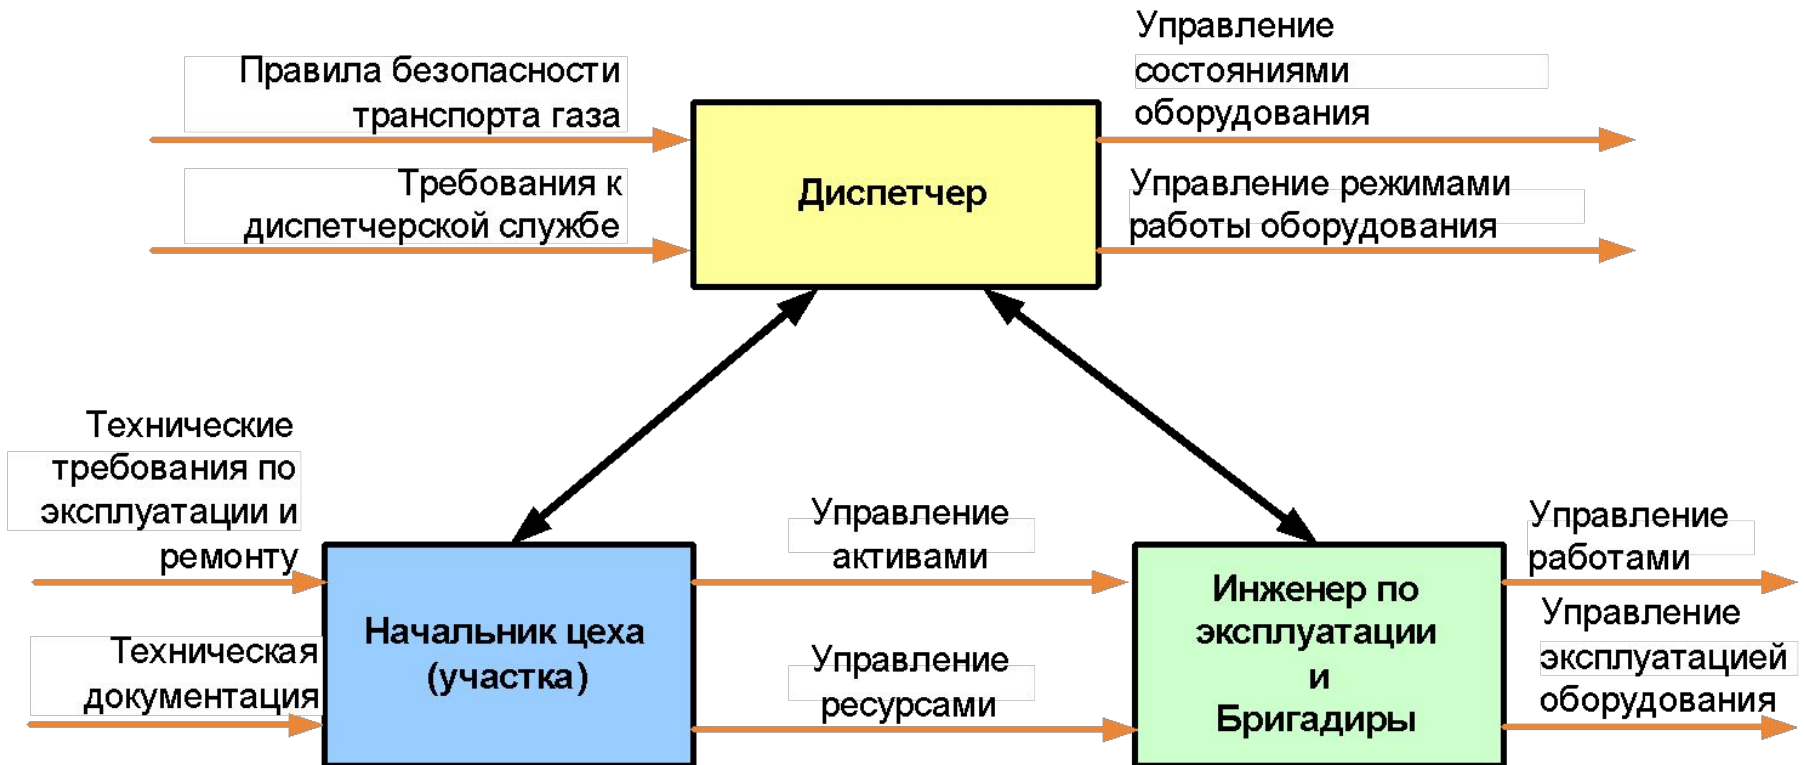 Правила безопасности
транспорта газа
Требования к
диспетчерской службе
Диспетчер
Управление
состояниями
оборудования
Управление режимами
работы оборудования
Технические
требования по
эксплуатации и
ремонту
Техническая
документация
Начальник цеха
(участка)
Управление
активами
Управление
ресурсами
Инженер по
эксплуатации
и
Бригадиры
Управление
работами
Управление
эксплуатацией
оборудования